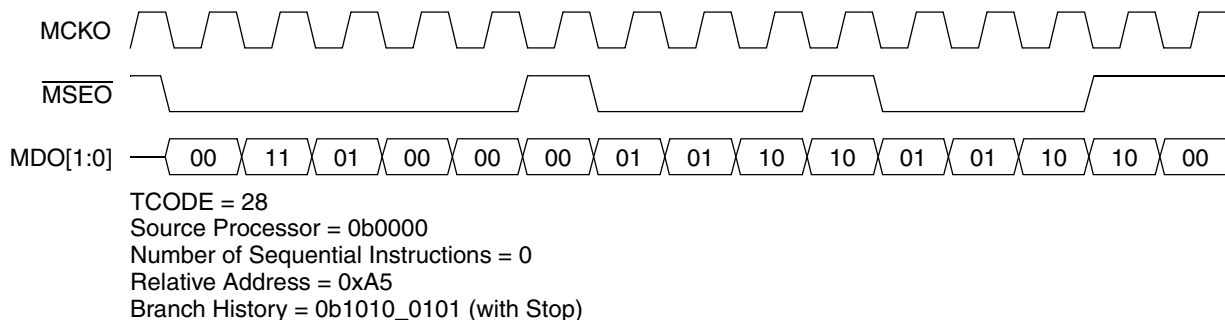 MCKO
MSEO
MDO[1:0] 00 11 01 00 00 00 01 01 10 10 01 01 10 10 00
TCODE = 28
Source Processor = 0b0000
Number of Sequential Instructions = 0
Relative Address = 0xA5
Branch History = 0b1010_0101 (with Stop)